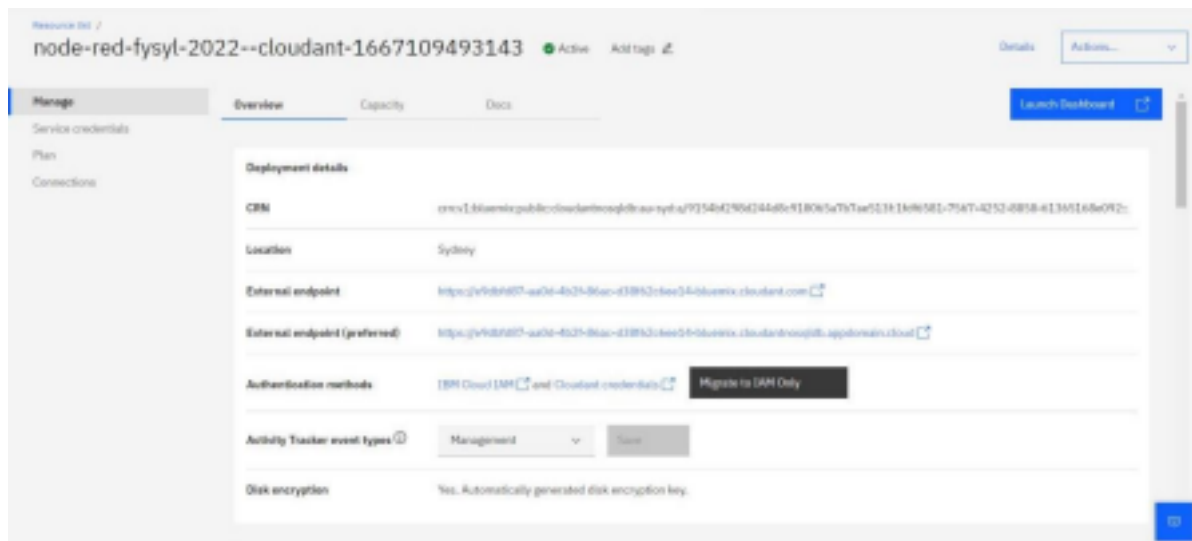 Resource list /
node-red-fysyl-2022--cloudant-1667109493143 Active Add tags Details Actions...
Manage Overview Capacity Docs Launch Dashboard
Service credentials
Plan
Connections
Deployment details
CRN
Location Sydney
External endpoint
External endpoint (preferred)
Authentication methods IBM Cloud IAM and Cloudant credentials Migrate to IAM Only
Activity Tracker event types Management Save
Disk encryption Yes. Automatically generated disk encryption key.